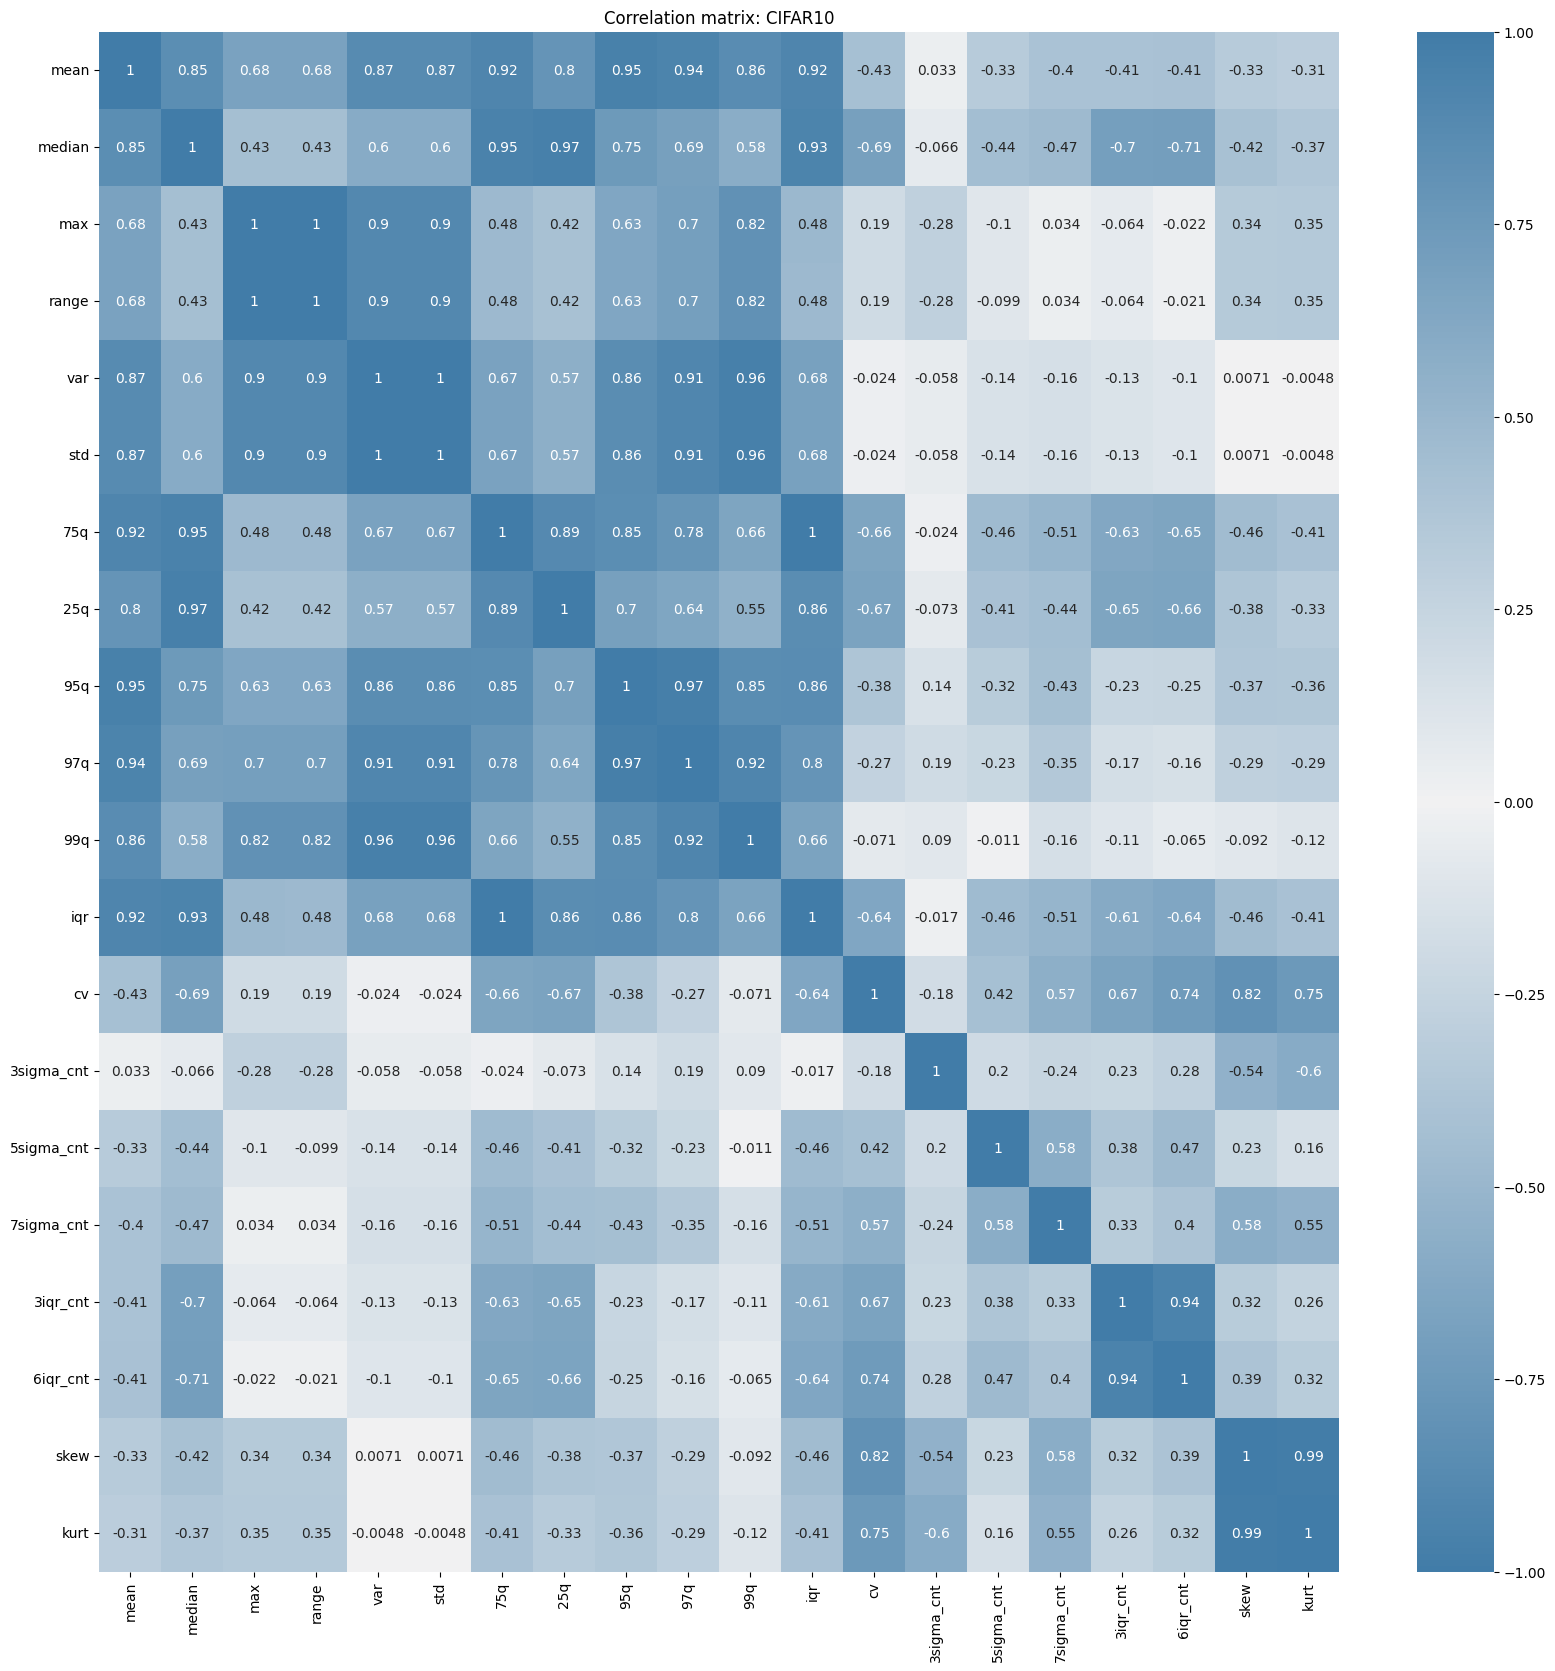 Correlation matrix: CIFAR10
mean 1 0.85 0.68 0.68 0.87 0.87 0.92 0.8 0.95 0.94 0.86 0.92 -0.43 0.033 -0.33 -0.4 -0.41 -0.41 -0.33 -0.31
median 0.85 1 0.43 0.43 0.6 0.6 0.95 0.97 0.75 0.69 0.58 0.93 -0.69 -0.066 -0.44 -0.47 -0.7 -0.71 -0.42 -0.37
max 0.68 0.43 1 1 0.9 0.9 0.48 0.42 0.63 0.7 0.82 0.48 0.19 -0.28 -0.1 0.034 -0.064 -0.022 0.34 0.35
range 0.68 0.43 1 1 0.9 0.9 0.48 0.42 0.63 0.7 0.82 0.48 0.19 -0.28 -0.099 0.034 -0.064 -0.021 0.34 0.35
var 0.87 0.6 0.9 0.9 1 1 0.67 0.57 0.86 0.91 0.96 0.68 -0.024 -0.058 -0.14 -0.16 -0.13 -0.1 0.0071 -0.0048
std 0.87 0.6 0.9 0.9 1 1 0.67 0.57 0.86 0.91 0.96 0.68 -0.024 -0.058 -0.14 -0.16 -0.13 -0.1 0.0071 -0.0048
75q 0.92 0.95 0.48 0.48 0.67 0.67 1 0.89 0.85 0.78 0.66 1 -0.66 -0.024 -0.46 -0.51 -0.63 -0.65 -0.46 -0.41
25q 0.8 0.97 0.42 0.42 0.57 0.57 0.89 1 0.7 0.64 0.55 0.86 -0.67 -0.073 -0.41 -0.44 -0.65 -0.66 -0.38 -0.33
95q 0.95 0.75 0.63 0.63 0.86 0.86 0.85 0.7 1 0.97 0.85 0.86 -0.38 0.14 -0.32 -0.43 -0.23 -0.25 -0.37 -0.36
97q 0.94 0.69 0.7 0.7 0.91 0.91 0.78 0.64 0.97 1 0.92 0.8 -0.27 0.19 -0.23 -0.35 -0.17 -0.16 -0.29 -0.29
99q 0.86 0.58 0.82 0.82 0.96 0.96 0.66 0.55 0.85 0.92 1 0.66 -0.071 0.09 -0.011 -0.16 -0.11 -0.065 -0.092 -0.12
iqr 0.92 0.93 0.48 0.48 0.68 0.68 1 0.86 0.86 0.8 0.66 1 -0.64 -0.017 -0.46 -0.51 -0.61 -0.64 -0.46 -0.41
cv -0.43 -0.69 0.19 0.19 -0.024 -0.024 -0.66 -0.67 -0.38 -0.27 -0.071 -0.64 1 -0.18 0.42 0.57 0.67 0.74 0.82 0.75
3sigma_cnt 0.033 -0.066 -0.28 -0.28 -0.058 -0.058 -0.024 -0.073 0.14 0.19 0.09 -0.017 -0.18 1 0.2 -0.24 0.23 0.28 -0.54 -0.6
5sigma_cnt -0.33 -0.44 -0.1 -0.099 -0.14 -0.14 -0.46 -0.41 -0.32 -0.23 -0.011 -0.46 0.42 0.2 1 0.58 0.38 0.47 0.23 0.16
7sigma_cnt -0.4 -0.47 0.034 0.034 -0.16 -0.16 -0.51 -0.44 -0.43 -0.35 -0.16 -0.51 0.57 -0.24 0.58 1 0.33 0.4 0.58 0.55
3iqr_cnt -0.41 -0.7 -0.064 -0.064 -0.13 -0.13 -0.63 -0.65 -0.23 -0.17 -0.11 -0.61 0.67 0.23 0.38 0.33 1 0.94 0.32 0.26
6iqr_cnt -0.41 -0.71 -0.022 -0.021 -0.1 -0.1 -0.65 -0.66 -0.25 -0.16 -0.065 -0.64 0.74 0.28 0.47 0.4 0.94 1 0.39 0.32
skew -0.33 -0.42 0.34 0.34 0.0071 0.0071 -0.46 -0.38 -0.37 -0.29 -0.092 -0.46 0.82 -0.54 0.23 0.58 0.32 0.39 1 0.99
kurt -0.31 -0.37 0.35 0.35 -0.0048 -0.0048 -0.41 -0.33 -0.36 -0.29 -0.12 -0.41 0.75 -0.6 0.16 0.55 0.26 0.32 0.99 1
mean median max range var std 75q 25q 95q 97q 99q iqr cv 3sigma_cnt 5sigma_cnt 7sigma_cnt 3iqr_cnt 6iqr_cnt skew kurt
1.00
0.75
0.50
0.25
0.00
−0.25
−0.50
−0.75
−1.00